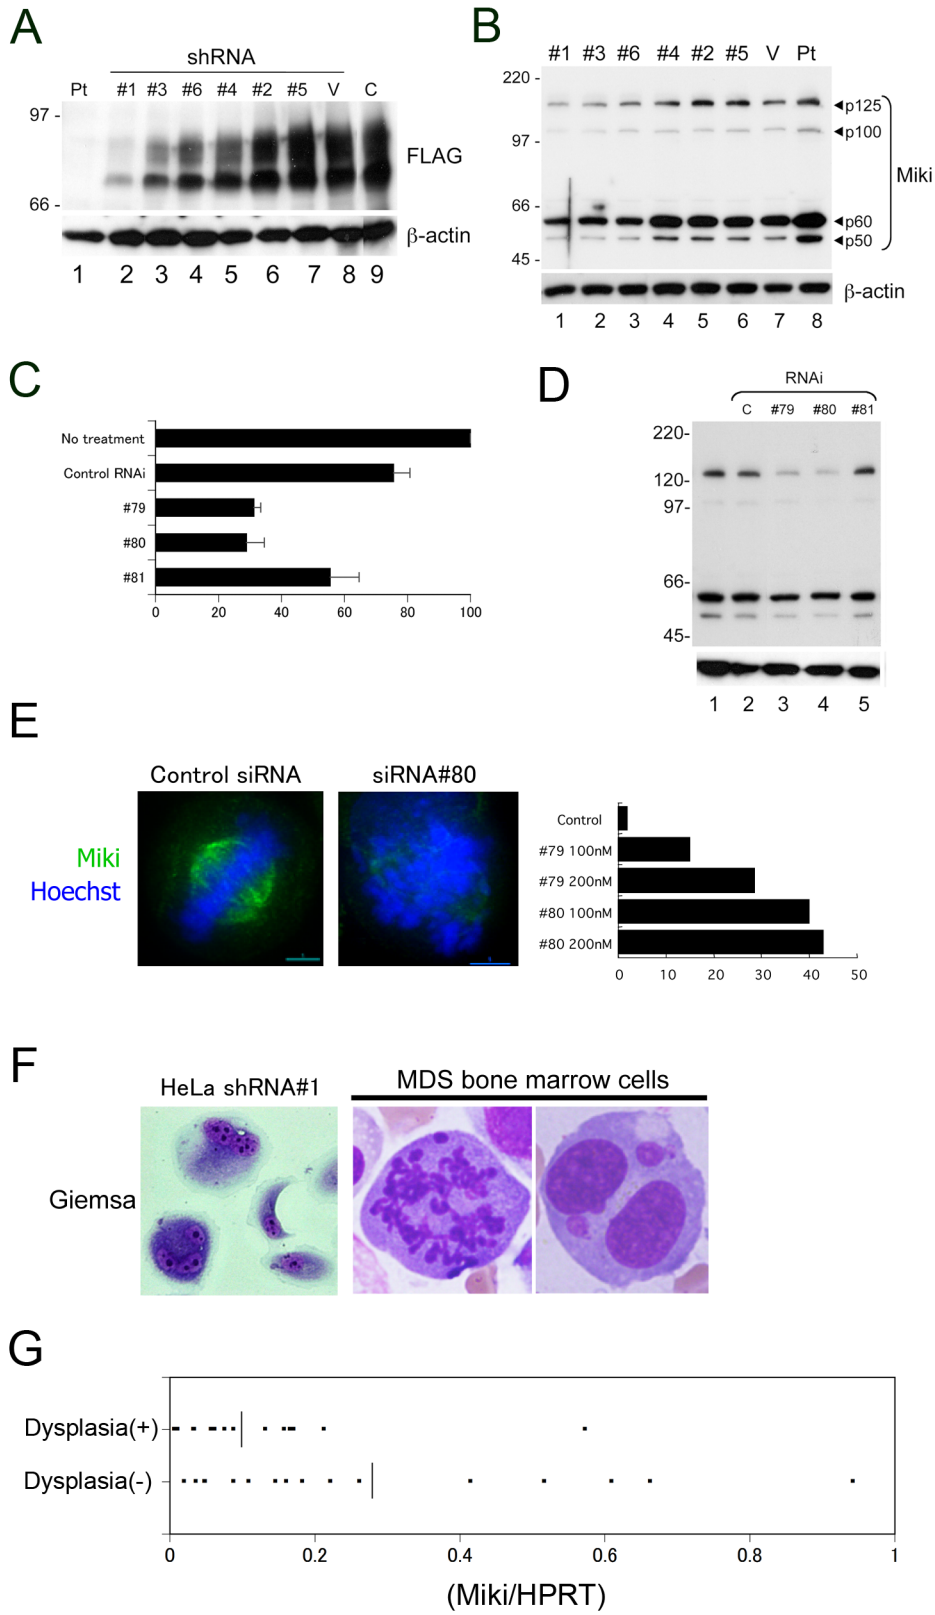 A
shRNA
Pt #1 #3 #6 #4 #2 #5 V C
97 -
FLAG
66 -
β-actin
1 2 3 4 5 6 7 8 9
B
#1 #3 #6 #4 #2 #5 V Pt
220 -
◄p125
◄p100
97 -
Miki
66 -
◄p60
◄p50
45 -
β-actin
1 2 3 4 5 6 7 8
C
No treatment
Control RNAi
#79
#80
#81
0 20 40 60 80 100
D
RNAi
C #79 #80 #81
220-
120-
97-
66-
45-
1 2 3 4 5
E
Control siRNA
siRNA#80
Miki
Hoechst
Control
#79 100nM
#79 200nM
#80 100nM
#80 200nM
0 10 20 30 40 50
F
HeLa shRNA#1
MDS bone marrow cells
Giemsa
G
Dysplasia(+)
Dysplasia(-)
0 0.2 0.4 0.6 0.8 1
(Miki/HPRT)